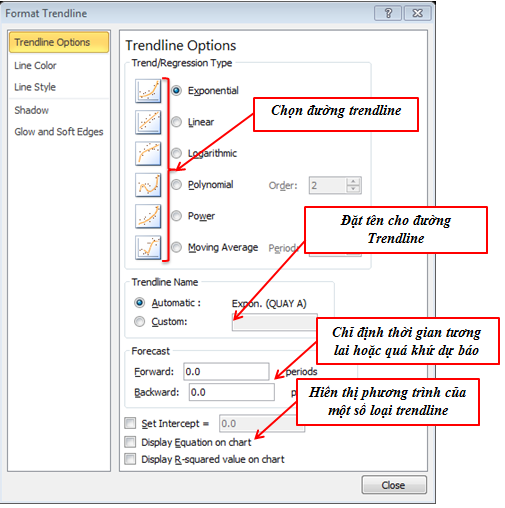 Format Trendline
Trendline Options
Line Color
Line Style
Shadow
Glow and Soft Edges
Trendline Options
Trend/Regression Type
Exponential
Linear
Logarithmic
Polynomial Order: 2
Power
Moving Average Period:
Chọn đường trendline
Đặt tên cho đường
Trendline
Trendline Name
Automatic : Expon. (QUAY A)
Custom:
Forecast
Forward: 0.0 periods
Backward: 0.0 p
Chỉ định thời gian tương
lai hoặc quá khứ dự báo
Set Intercept = 0.0
Display Equation on chart
Display R-squared value on chart
Hiển thị phương trình của
một số loại trendline
Close